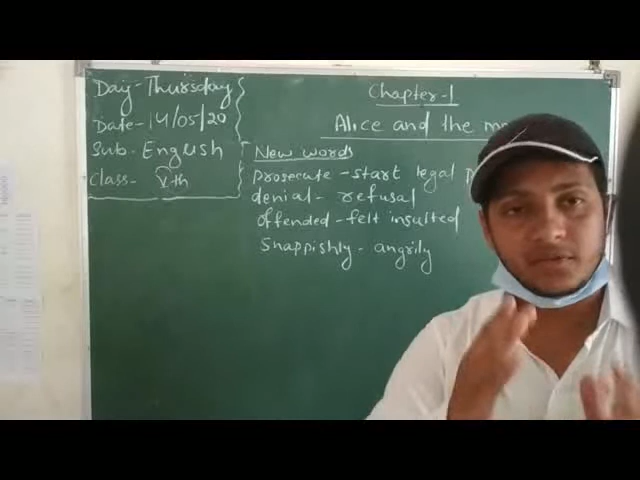 Day- Thursday
Date- 14/05/20
Sub- English
Class- Vth
Chapter-1
Alice and the
New words
prosecute - start legal
denial - refusal
Offended - felt insulted
Snappishly - angrily